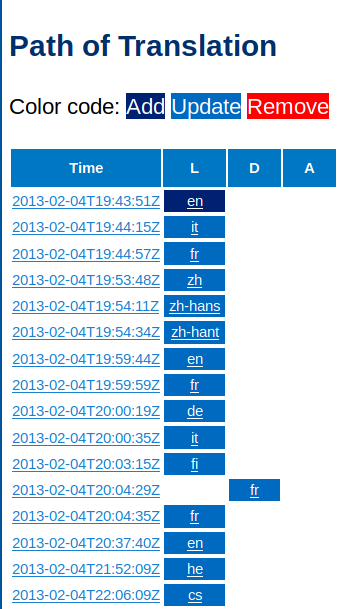 Path of Translation
Color code: Add Update Remove
Time L D A
2013-02-04T19:43:51Z en
2013-02-04T19:44:15Z it
2013-02-04T19:44:57Z fr
2013-02-04T19:53:48Z zh
2013-02-04T19:54:11Z zh-hans
2013-02-04T19:54:34Z zh-hant
2013-02-04T19:59:44Z en
2013-02-04T19:59:59Z fr
2013-02-04T20:00:19Z de
2013-02-04T20:00:35Z it
2013-02-04T20:03:15Z fi
2013-02-04T20:04:29Z fr
2013-02-04T20:04:35Z fr
2013-02-04T20:37:40Z en
2013-02-04T21:52:09Z he
2013-02-04T22:06:09Z cs